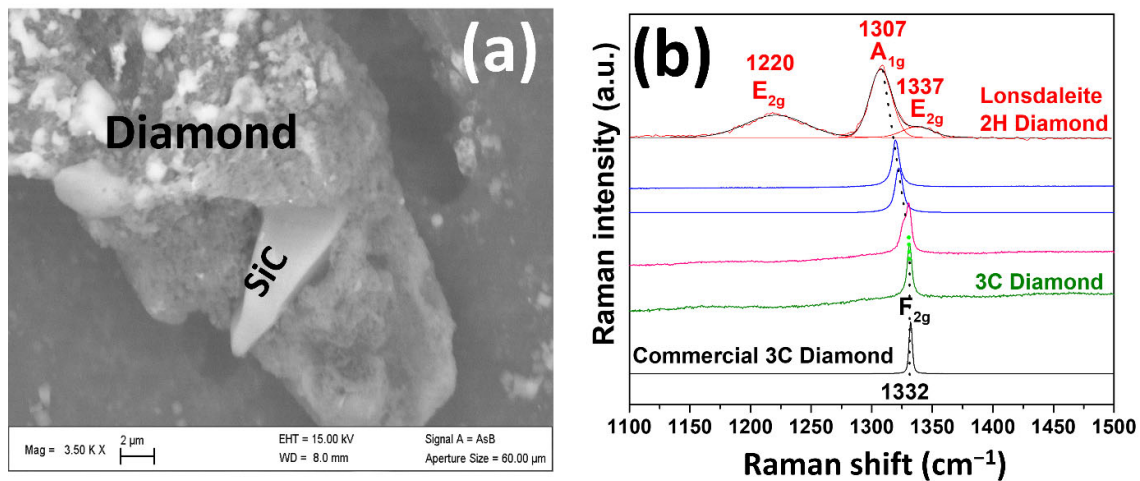 (a)
Diamond
SiC
Mag = 3.50 K X
2 µm
EHT = 15.00 kV
WD = 8.0 mm
Signal A = AsB
Aperture Size = 60.00 µm
(b)
Raman intensity (a.u.)
1220
E2g
1307
A1g
1337
E2g
Lonsdaleite
2H Diamond
3C Diamond
F2g
Commercial 3C Diamond
1332
1100 1150 1200 1250 1300 1350 1400 1450 1500
Raman shift (cm⁻¹)